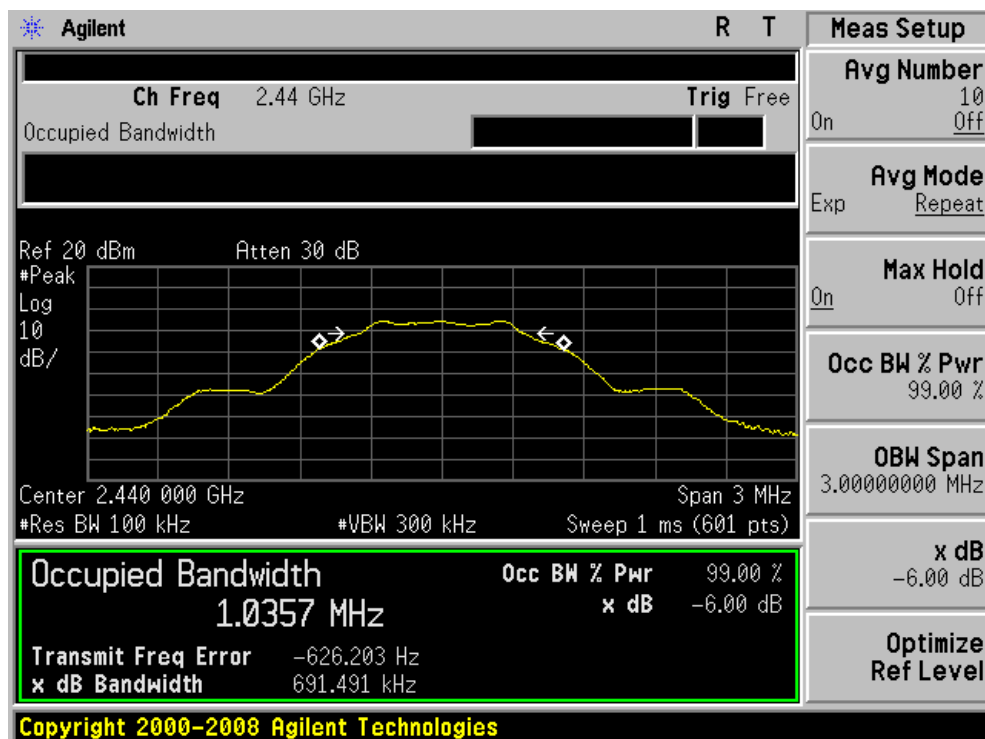 Agilent R T
Ch Freq 2.44 GHz Trig Free
Occupied Bandwidth
Ref 20 dBm Atten 30 dB
#Peak
Log
10
dB/
Center 2.440 000 GHz Span 3 MHz
#Res BW 100 kHz #VBW 300 kHz Sweep 1 ms (601 pts)
Occupied Bandwidth
1.0357 MHz
Occ BW % Pwr 99.00 %
x dB -6.00 dB
Transmit Freq Error -626.203 Hz
x dB Bandwidth 691.491 kHz
Copyright 2000-2008 Agilent Technologies
Meas Setup
Avg Number
10
On Off
Avg Mode
Exp Repeat
Max Hold
On Off
Occ BW % Pwr
99.00 %
OBW Span
3.00000000 MHz
x dB
-6.00 dB
Optimize
Ref Level